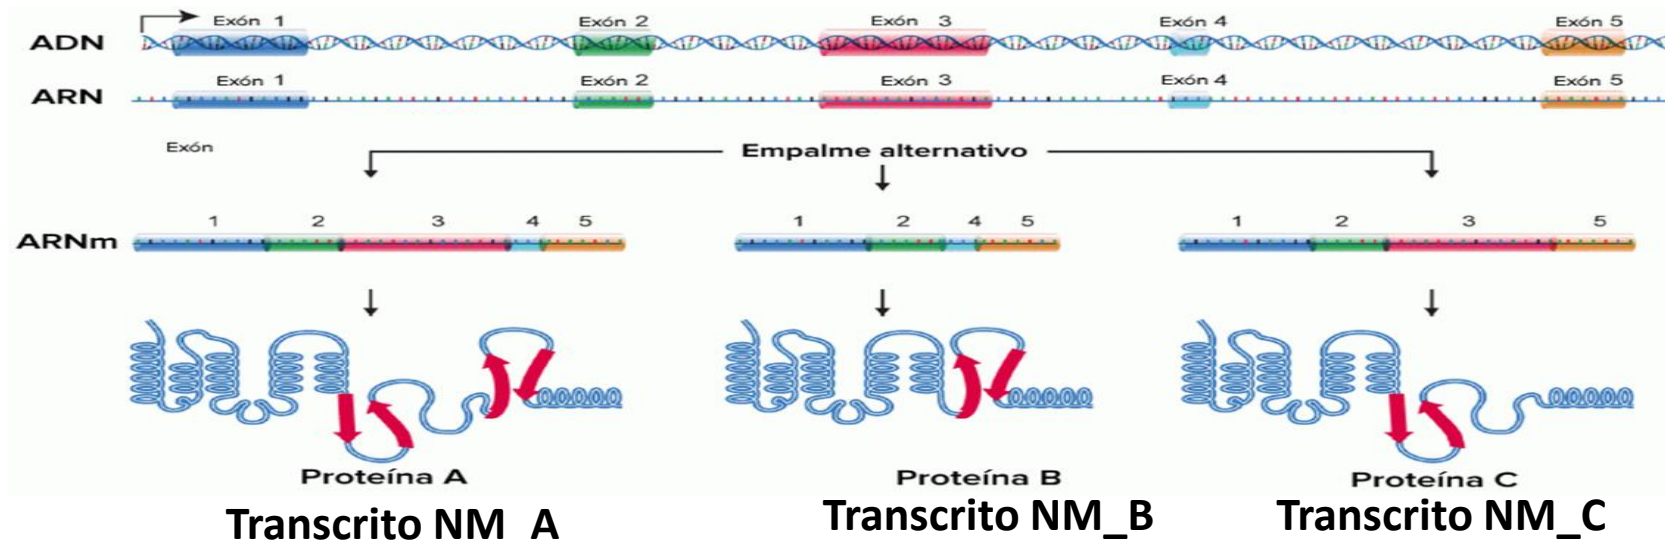 Exón 1 Exón 2 Exón 3 Exón 4 Exón 5
ADN
Exón 1 Exón 2 Exón 3 Exón 4 Exón 5
ARN
Exón
Empalme alternativo
1 2 3 4 5 1 2 4 5 1 2 3 5
ARNm
Proteína A Proteína B Proteína C
Transcrito NM_A Transcrito NM_B Transcrito NM_C